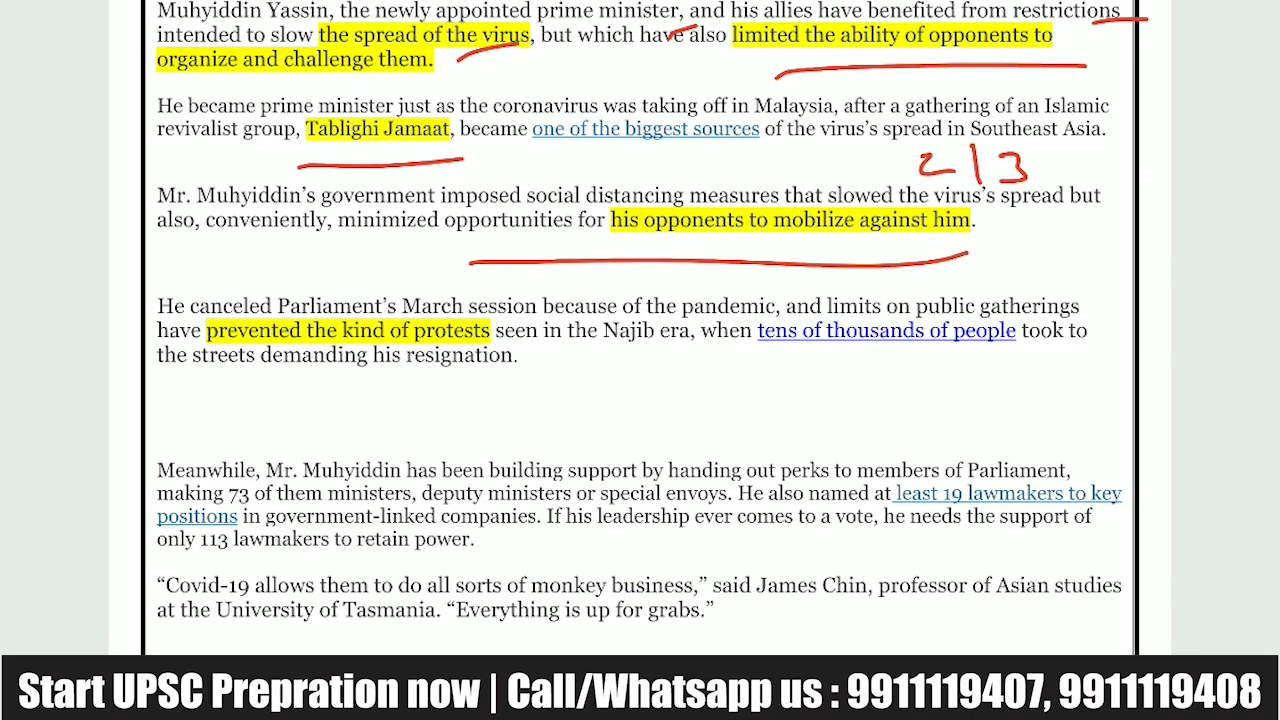 Muhyiddin Yassin, the newly appointed prime minister, and his allies have benefited from restrictions
intended to slow the spread of the virus, but which have also limited the ability of opponents to
organize and challenge them.
He became prime minister just as the coronavirus was taking off in Malaysia, after a gathering of an Islamic
revivalist group, Tablighi Jamaat, became one of the biggest sources of the virus’s spread in Southeast Asia.
2|3
Mr. Muhyiddin’s government imposed social distancing measures that slowed the virus’s spread but
also, conveniently, minimized opportunities for his opponents to mobilize against him.
He canceled Parliament’s March session because of the pandemic, and limits on public gatherings
have prevented the kind of protests seen in the Najib era, when tens of thousands of people took to
the streets demanding his resignation.
Meanwhile, Mr. Muhyiddin has been building support by handing out perks to members of Parliament,
making 73 of them ministers, deputy ministers or special envoys. He also named at least 19 lawmakers to key
positions in government-linked companies. If his leadership ever comes to a vote, he needs the support of
only 113 lawmakers to retain power.
“Covid-19 allows them to do all sorts of monkey business,” said James Chin, professor of Asian studies
at the University of Tasmania. “Everything is up for grabs.”
Start UPSC Prepration now | Call/Whatsapp us : 9911119407, 9911119408